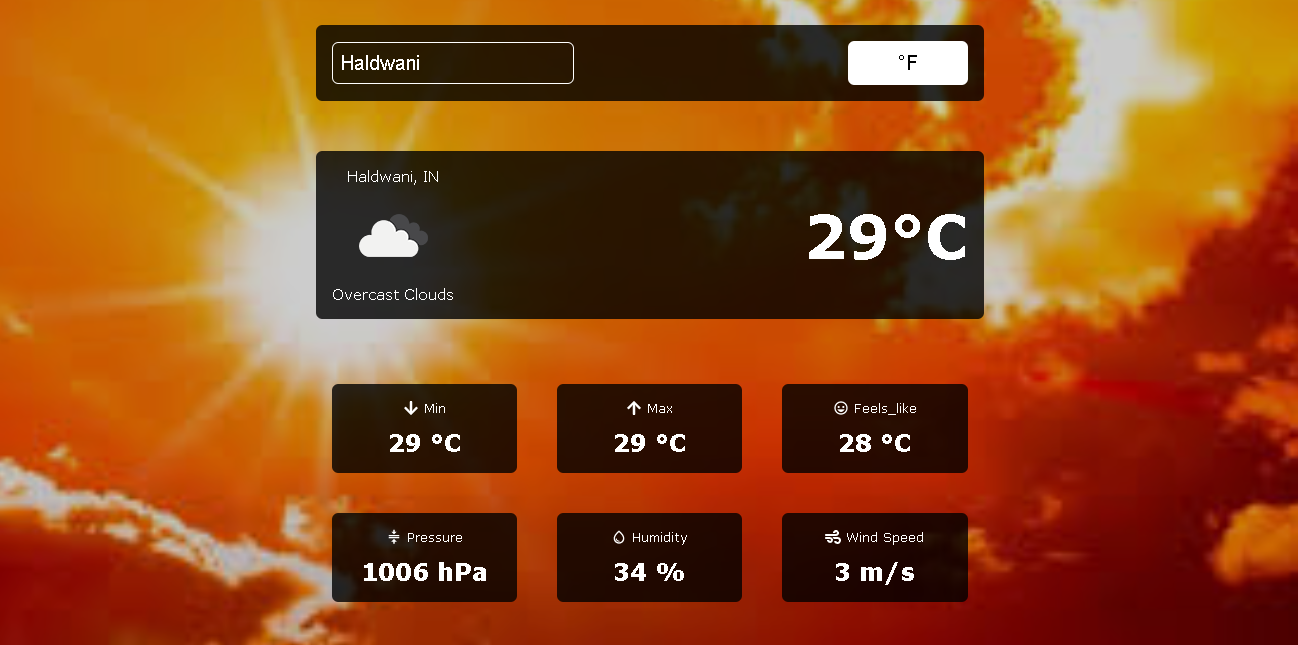 Haldwani
°F
Haldwani, IN
29°C
Overcast Clouds
Min
29 °C
Max
29 °C
Feels_like
28 °C
Pressure
1006 hPa
Humidity
34 %
Wind Speed
3 m/s